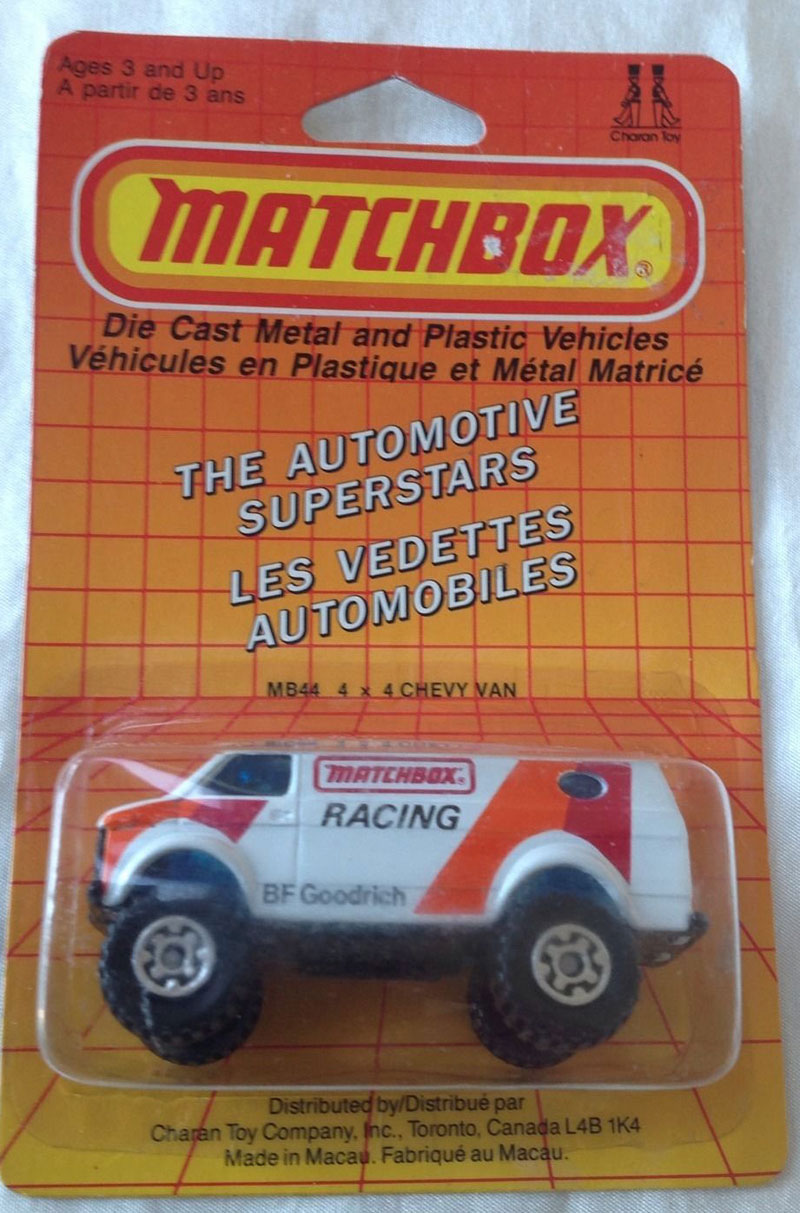 Ages 3 and Up
A partir de 3 ans
Charan Toy
MATCHBOX®
Die Cast Metal and Plastic Vehicles
Véhicules en Plastique et Métal Matricé
THE AUTOMOTIVE
SUPERSTARS
LES VEDETTES
AUTOMOBILES
MB44 4 x 4 CHEVY VAN
MATCHBOX®
RACING
BF Goodrich
Distributed by/Distribué par
Charan Toy Company, Inc., Toronto, Canada L4B 1K4
Made in Macau. Fabriqué au Macau.